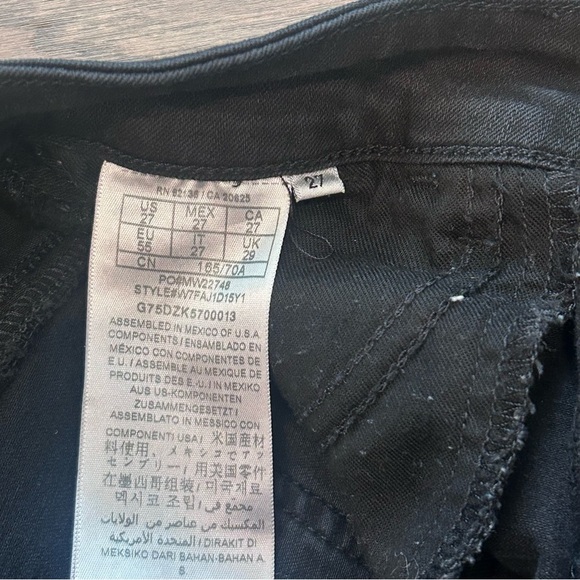 RN 62136 / CA 20625
27
US MEX CA
27 27 27
EU IT UK
55 27 29
CN 165/70A
PO#MW22748
STYLE#W7FAJ1D15Y1
G75DZK5700013
ASSEMBLED IN MEXICO OF U.S.A.
COMPONENTS / ENSAMBLADO EN
MÉXICO CON COMPONENTES DE
E.U. / ASSEMBLE AU MEXIQUE DE
PRODUITS DES E.U. / IN MEXIKO
AUS US-KOMPONENTEN
ZUSAMMENGESETZT /
ASSEMBLATO IN MESSICO CON
COMPONENTI USA / 米国産材
料使用、メキシコでアッ
センブリー / 用美国零件
在墨西哥组装 / 미국재료
멕시코 조립 / مجمع في
المكسيك من عناصر من الولايات
المتحدة الأمريكية / DIRAKIT DI
MEKSIKO DARI BAHAN-BAHAN A
S